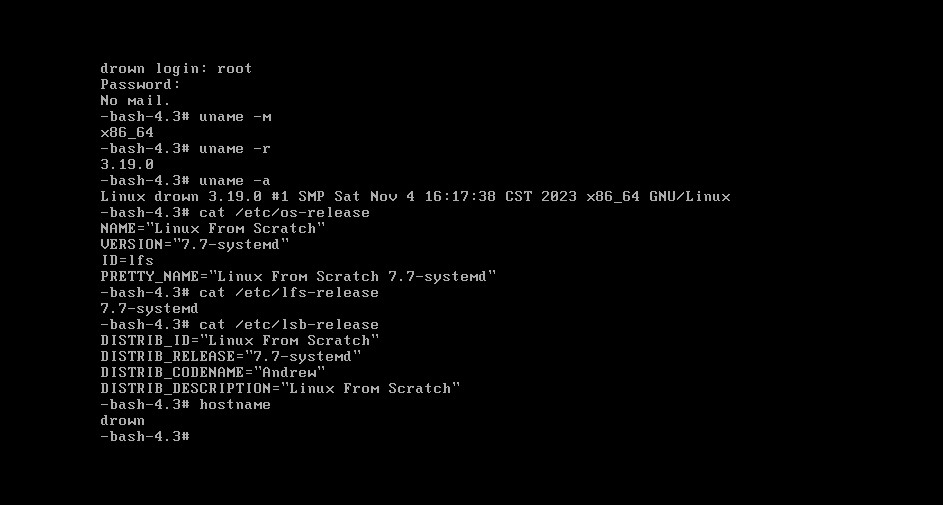 drown login: root
Password:
No mail.
-bash-4.3# uname -m
x86_64
-bash-4.3# uname -r
3.19.0
-bash-4.3# uname -a
Linux drown 3.19.0 #1 SMP Sat Nov 4 16:17:38 CST 2023 x86_64 GNU/Linux
-bash-4.3# cat /etc/os-release
NAME="Linux From Scratch"
VERSION="7.7-systemd"
ID=lfs
PRETTY_NAME="Linux From Scratch 7.7-systemd"
-bash-4.3# cat /etc/lfs-release
7.7-systemd
-bash-4.3# cat /etc/lsb-release
DISTRIB_ID="Linux From Scratch"
DISTRIB_RELEASE="7.7-systemd"
DISTRIB_CODENAME="Andrew"
DISTRIB_DESCRIPTION="Linux From Scratch"
-bash-4.3# hostname
drown
-bash-4.3#